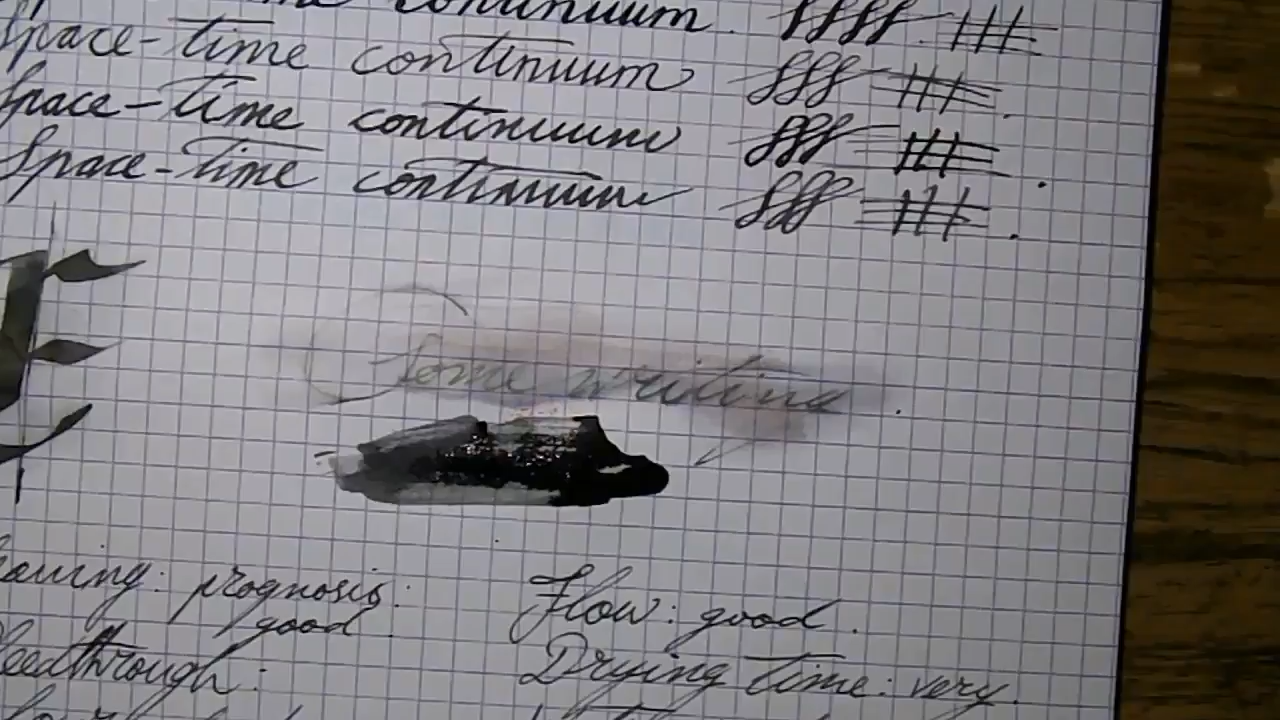 continuum.
Space-time continuum
Space-time continuum
Space-time continuum
Some writing
prognosis: Flow: good.
good
Bleedthrough: Drying time: very